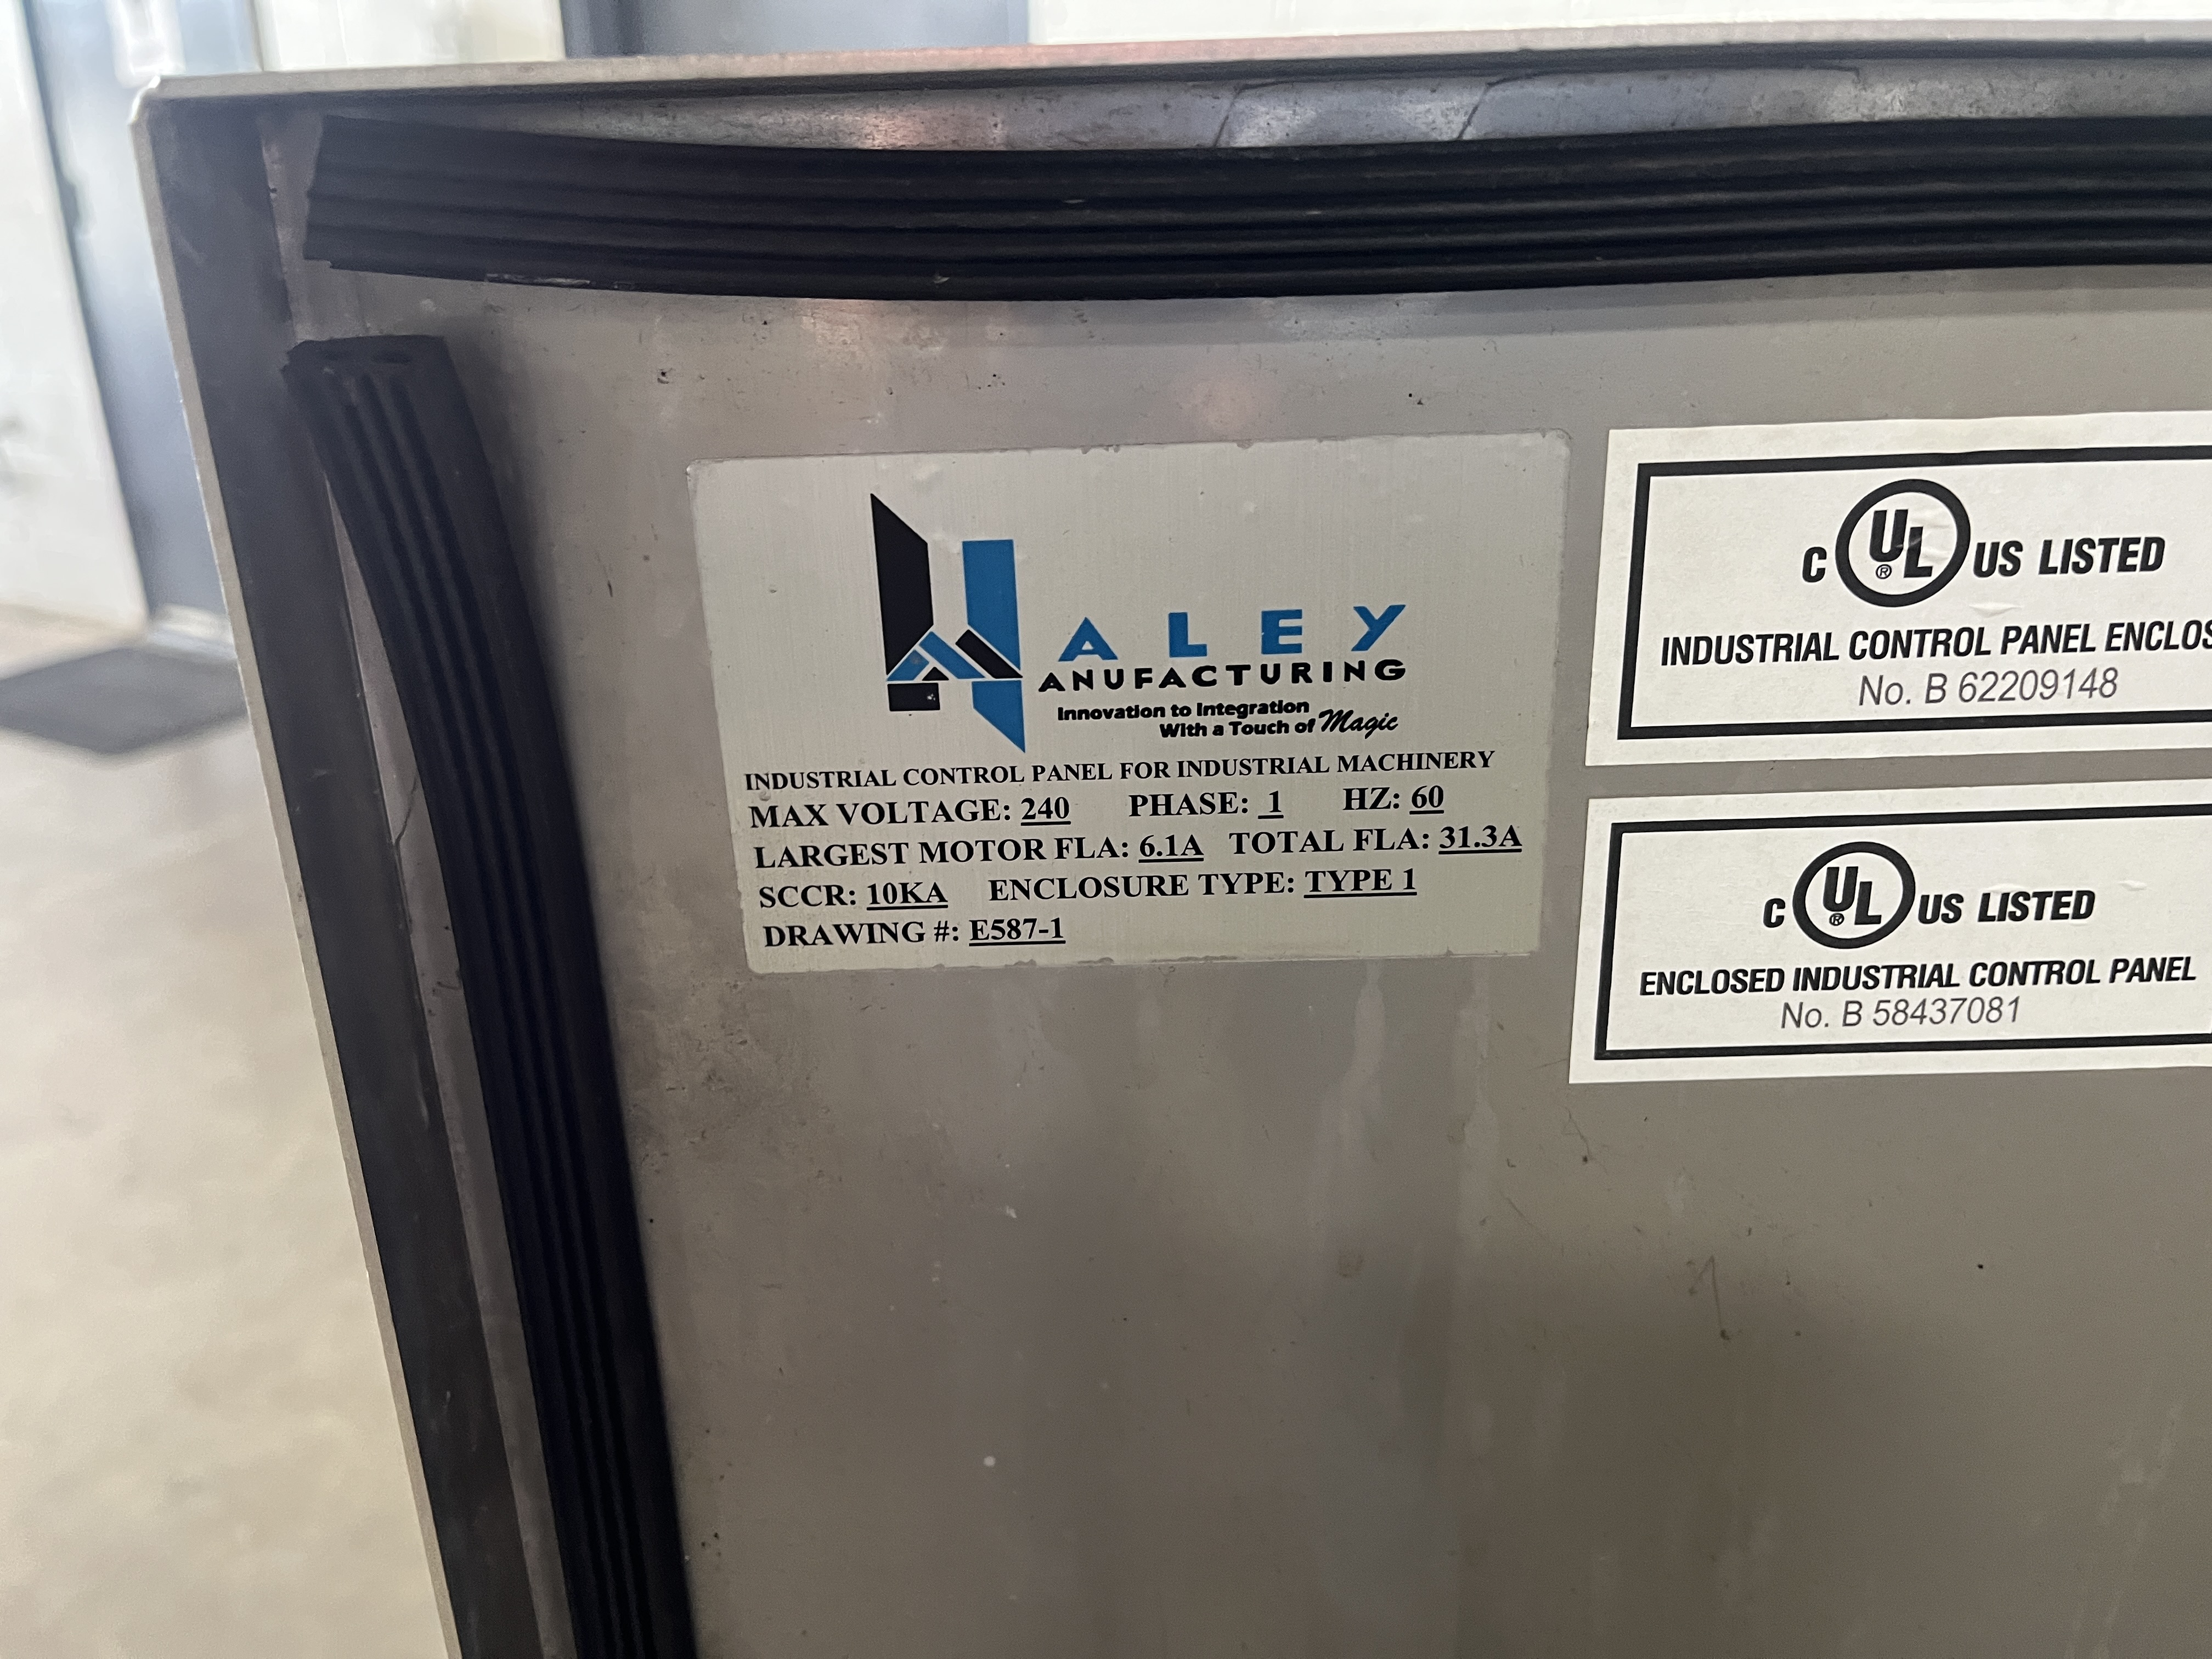 HALEY
MANUFACTURING
Innovation to Integration
With a Touch of Magic
INDUSTRIAL CONTROL PANEL FOR INDUSTRIAL MACHINERY
MAX VOLTAGE: 240 PHASE: 1 HZ: 60
LARGEST MOTOR FLA: 6.1A TOTAL FLA: 31.3A
SCCR: 10KA ENCLOSURE TYPE: TYPE 1
DRAWING #: E587-1
C UL ® US LISTED
INDUSTRIAL CONTROL PANEL ENCLOS
No. B 62209148
C UL ® US LISTED
ENCLOSED INDUSTRIAL CONTROL PANEL
No. B 58437081